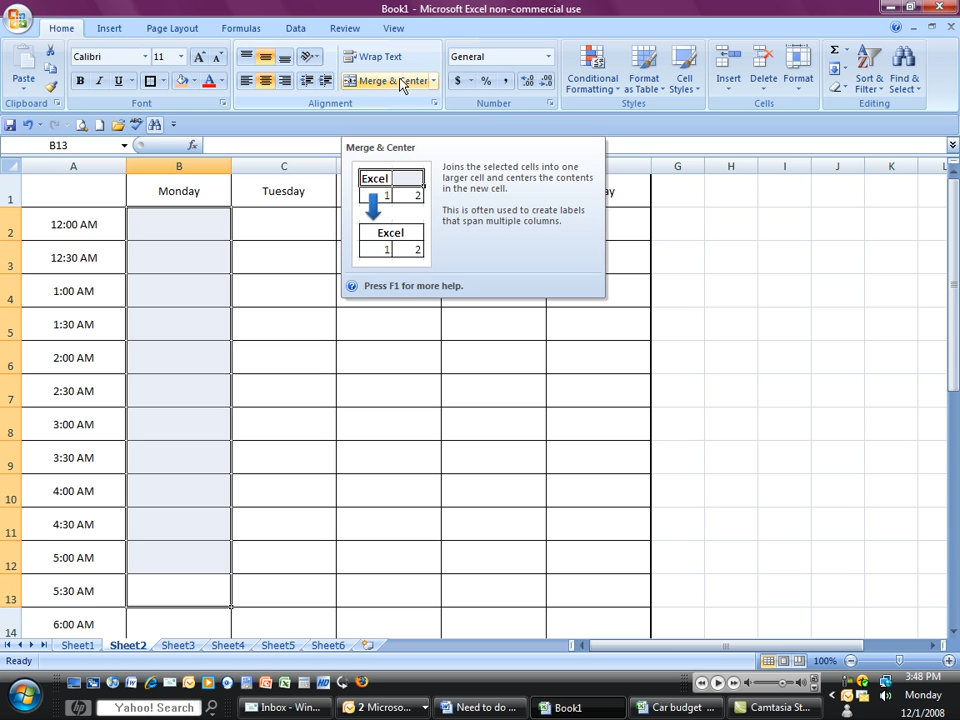 Book1 - Microsoft Excel non-commercial use
Home Insert Page Layout Formulas Data Review View
Calibri 11 A A Wrap Text General
Paste B I U A Merge & Center $ % , .0 .00 Conditional Formatting Format as Table Cell Styles Insert Delete Format Σ Sort & Filter Find & Select
Clipboard Font Alignment Number Styles Cells Editing
B13 fx
Merge & Center
Excel
1 2
Excel
1 2
Joins the selected cells into one
larger cell and centers the contents
in the new cell.
This is often used to create labels
that span multiple columns.
Press F1 for more help.
A B C G H I J K L
1 Monday Tuesday
2 12:00 AM
3 12:30 AM
4 1:00 AM
5 1:30 AM
6 2:00 AM
7 2:30 AM
8 3:00 AM
9 3:30 AM
10 4:00 AM
11 4:30 AM
12 5:00 AM
13 5:30 AM
14 6:00 AM
Sheet1 Sheet2 Sheet3 Sheet4 Sheet5 Sheet6
Ready 100%
3:48 PM
Monday
12/1/2008
hp Yahoo! Search Inbox - Win... 2 Microso... Need to do ... Book1 Car budget ... Camtasia St...